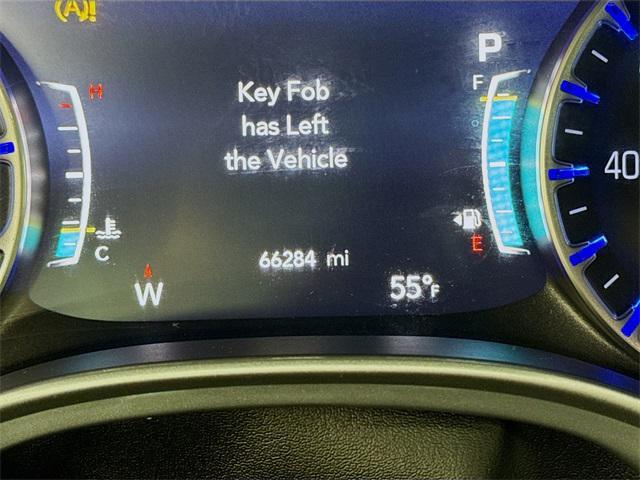 (A)!
P
H
F
Key Fob
has Left
the Vehicle
40
E
C
66284 mi
W
55°F